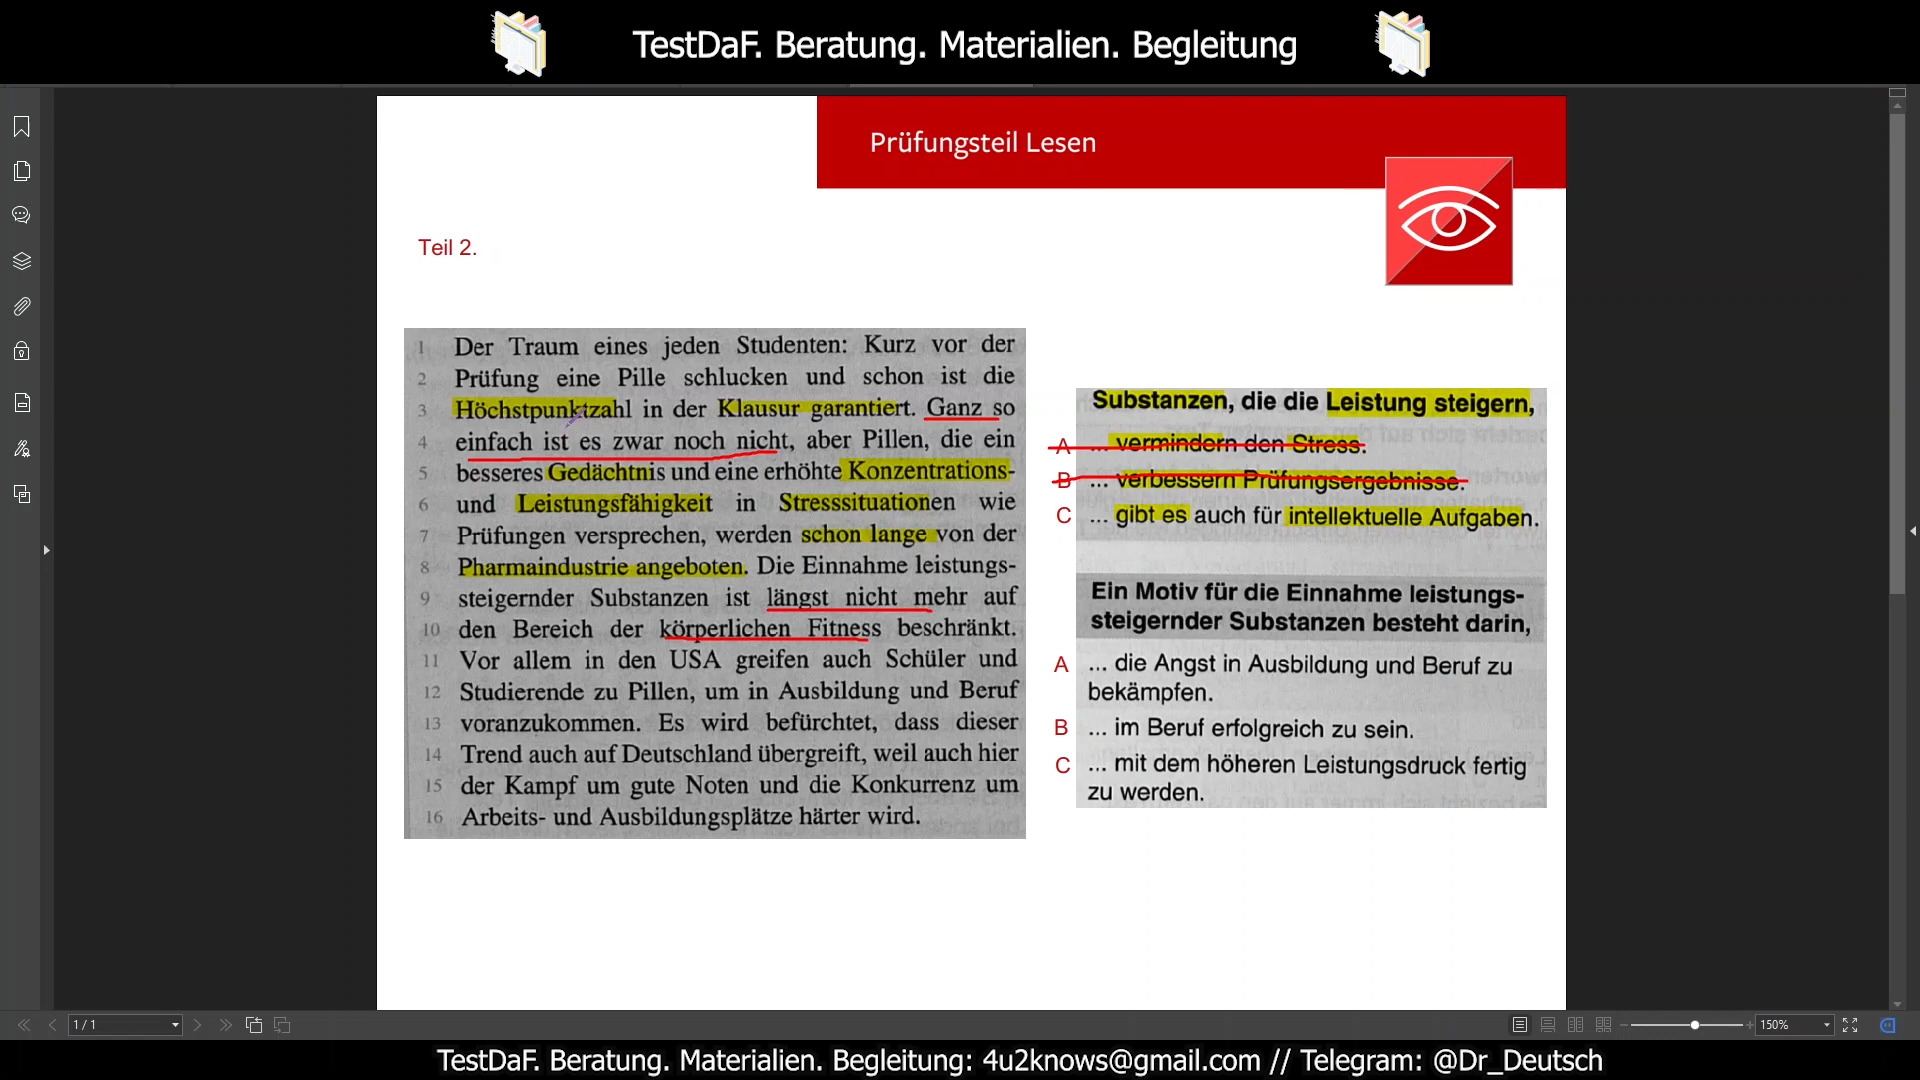 TestDaF. Beratung. Materialien. Begleitung
Prüfungsteil Lesen
Teil 2.
1 Der Traum eines jeden Studenten: Kurz vor der
2 Prüfung eine Pille schlucken und schon ist die
3 Höchstpunktzahl in der Klausur garantiert. Ganz so
4 einfach ist es zwar noch nicht, aber Pillen, die ein
5 besseres Gedächtnis und eine erhöhte Konzentrations-
6 und Leistungsfähigkeit in Stresssituationen wie
7 Prüfungen versprechen, werden schon lange von der
8 Pharmaindustrie angeboten. Die Einnahme leistungs-
9 steigernder Substanzen ist längst nicht mehr auf
10 den Bereich der körperlichen Fitness beschränkt.
11 Vor allem in den USA greifen auch Schüler und
12 Studierende zu Pillen, um in Ausbildung und Beruf
13 voranzukommen. Es wird befürchtet, dass dieser
14 Trend auch auf Deutschland übergreift, weil auch hier
15 der Kampf um gute Noten und die Konkurrenz um
16 Arbeits- und Ausbildungsplätze härter wird.
Substanzen, die die Leistung steigern,
A ... vermindern den Stress.
B ... verbessern Prüfungsergebnisse.
C ... gibt es auch für intellektuelle Aufgaben.
Ein Motiv für die Einnahme leistungs-
steigernder Substanzen besteht darin,
A ... die Angst in Ausbildung und Beruf zu
bekämpfen.
B ... im Beruf erfolgreich zu sein.
C ... mit dem höheren Leistungsdruck fertig
zu werden.
1 / 1
150%
TestDaF. Beratung. Materialien. Begleitung: 4u2knows@gmail.com // Telegram: @Dr_Deutsch